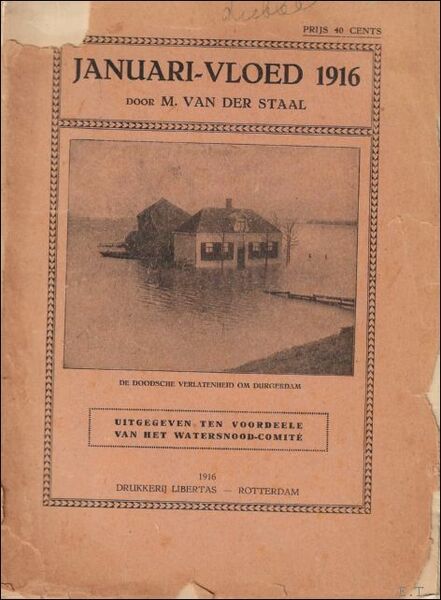 PRIJS 40 CENTS
JANUARI-VLOED 1916
DOOR M. VAN DER STAAL
DE DOODSCHE VERLATENHEID OM DURGERDAM
UITGEGEVEN TEN VOORDEELE
VAN HET WATERSNOOD-COMITÉ
1916
DRUKKERIJ LIBERTAS — ROTTERDAM
E.T.